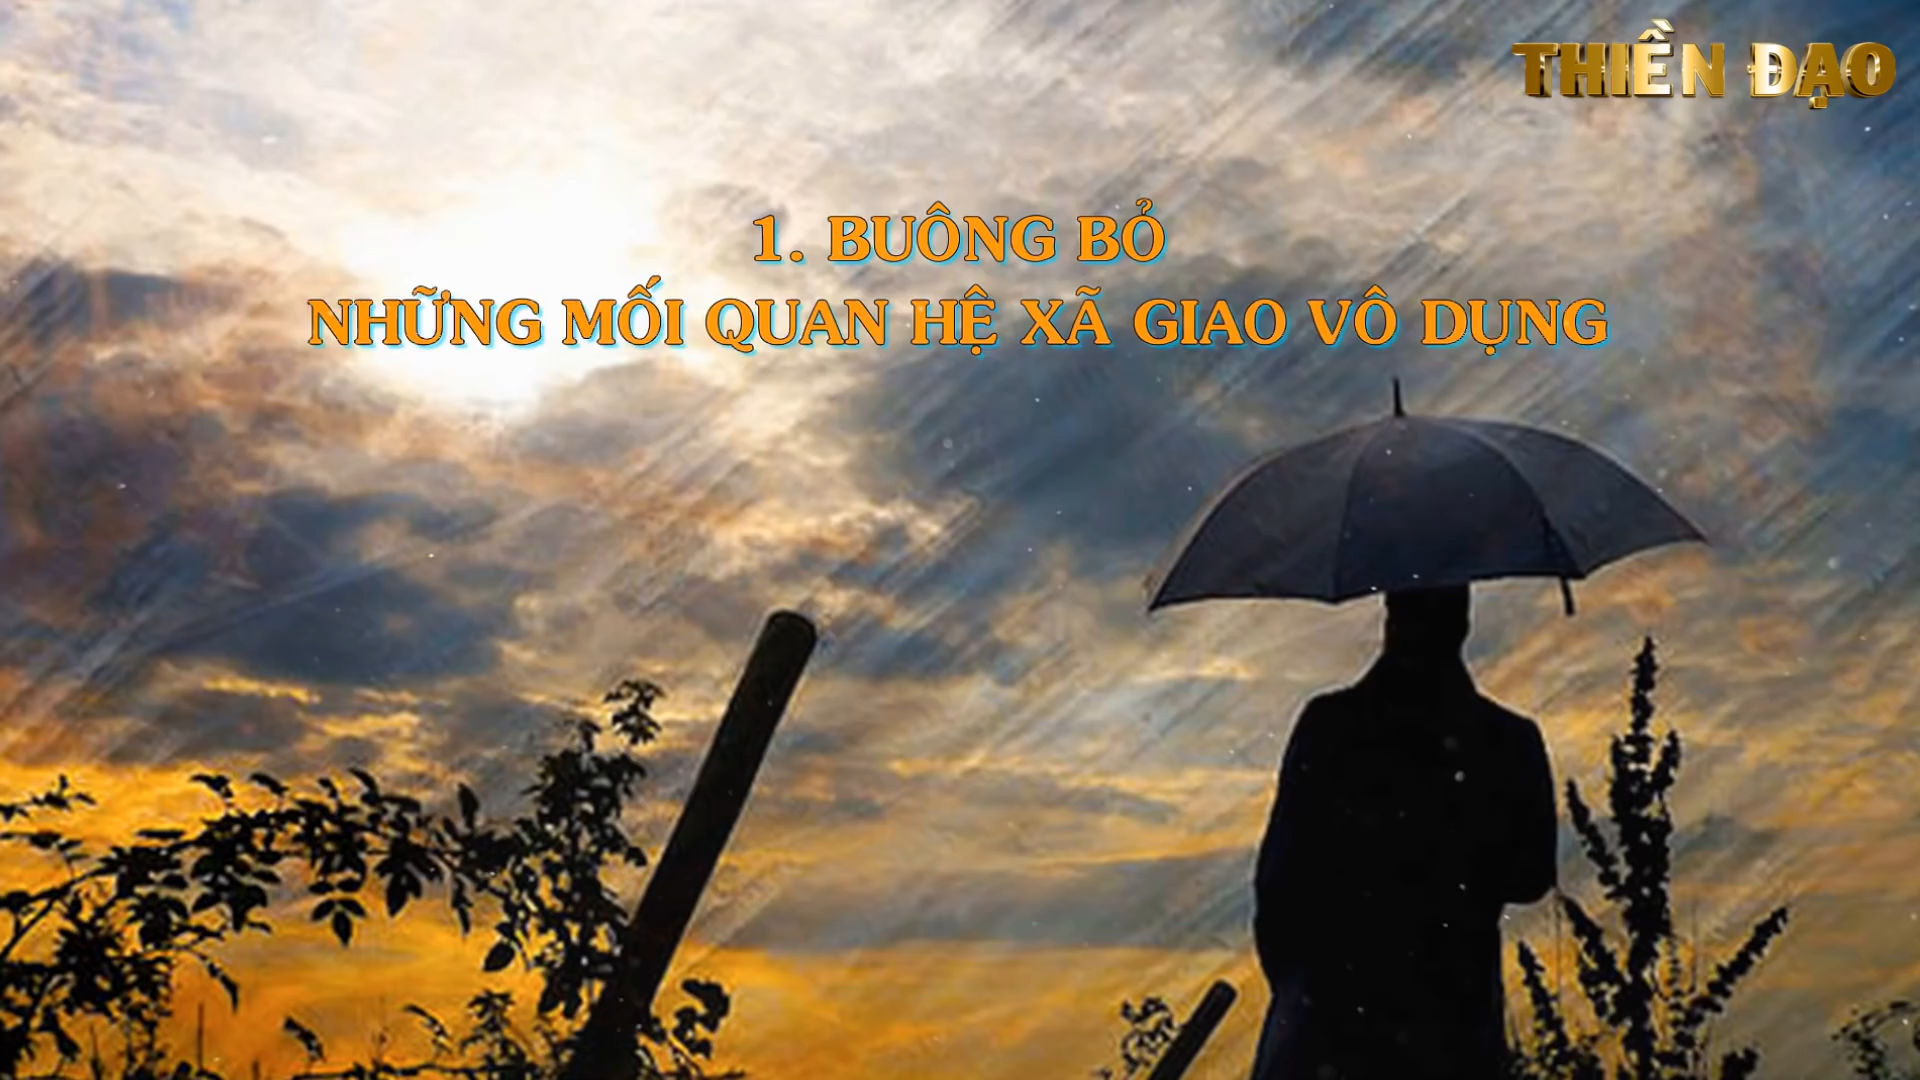 THIỀN ĐẠO
1. BUÔNG BỎ
NHỮNG MỐI QUAN HỆ XÃ GIAO VÔ DỤNG